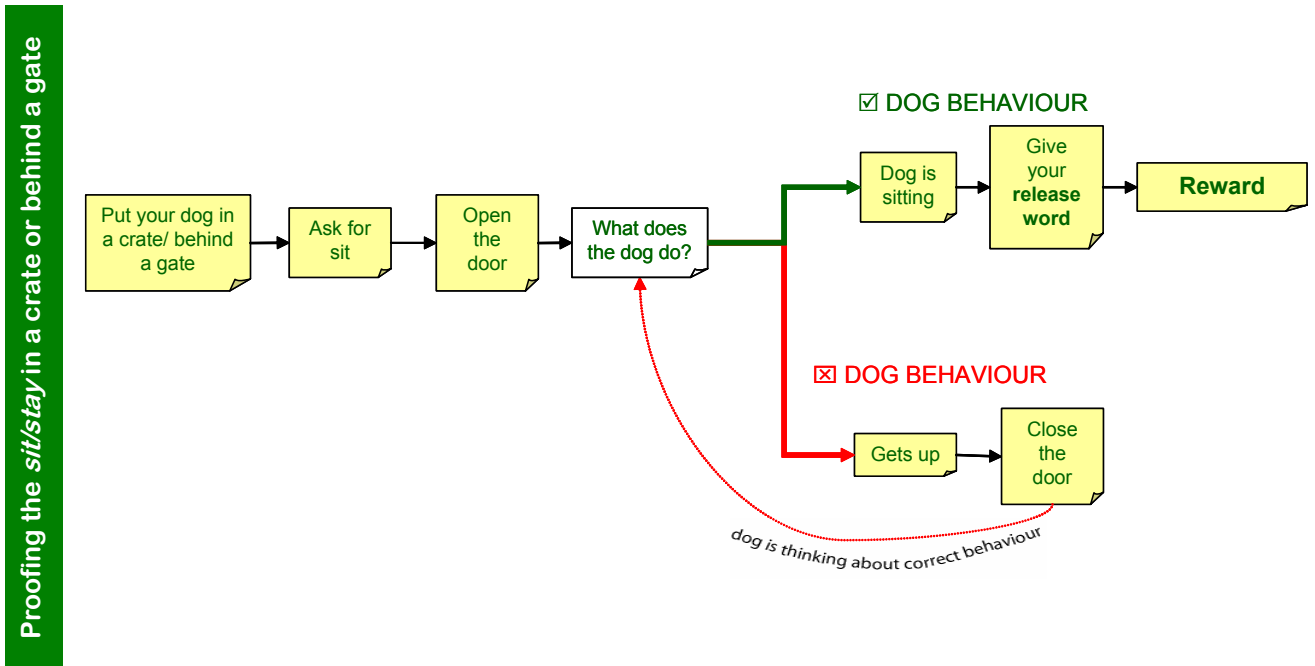 Proofing the sit/stay in a crate or behind a gate
Put your dog in
a crate/ behind
a gate
Ask for
sit
Open
the
door
What does
the dog do?
☑ DOG BEHAVIOUR
Dog is
sitting
Give
your
release
word
Reward
☒ DOG BEHAVIOUR
Gets up
Close
the
door
dog is thinking about correct behaviour